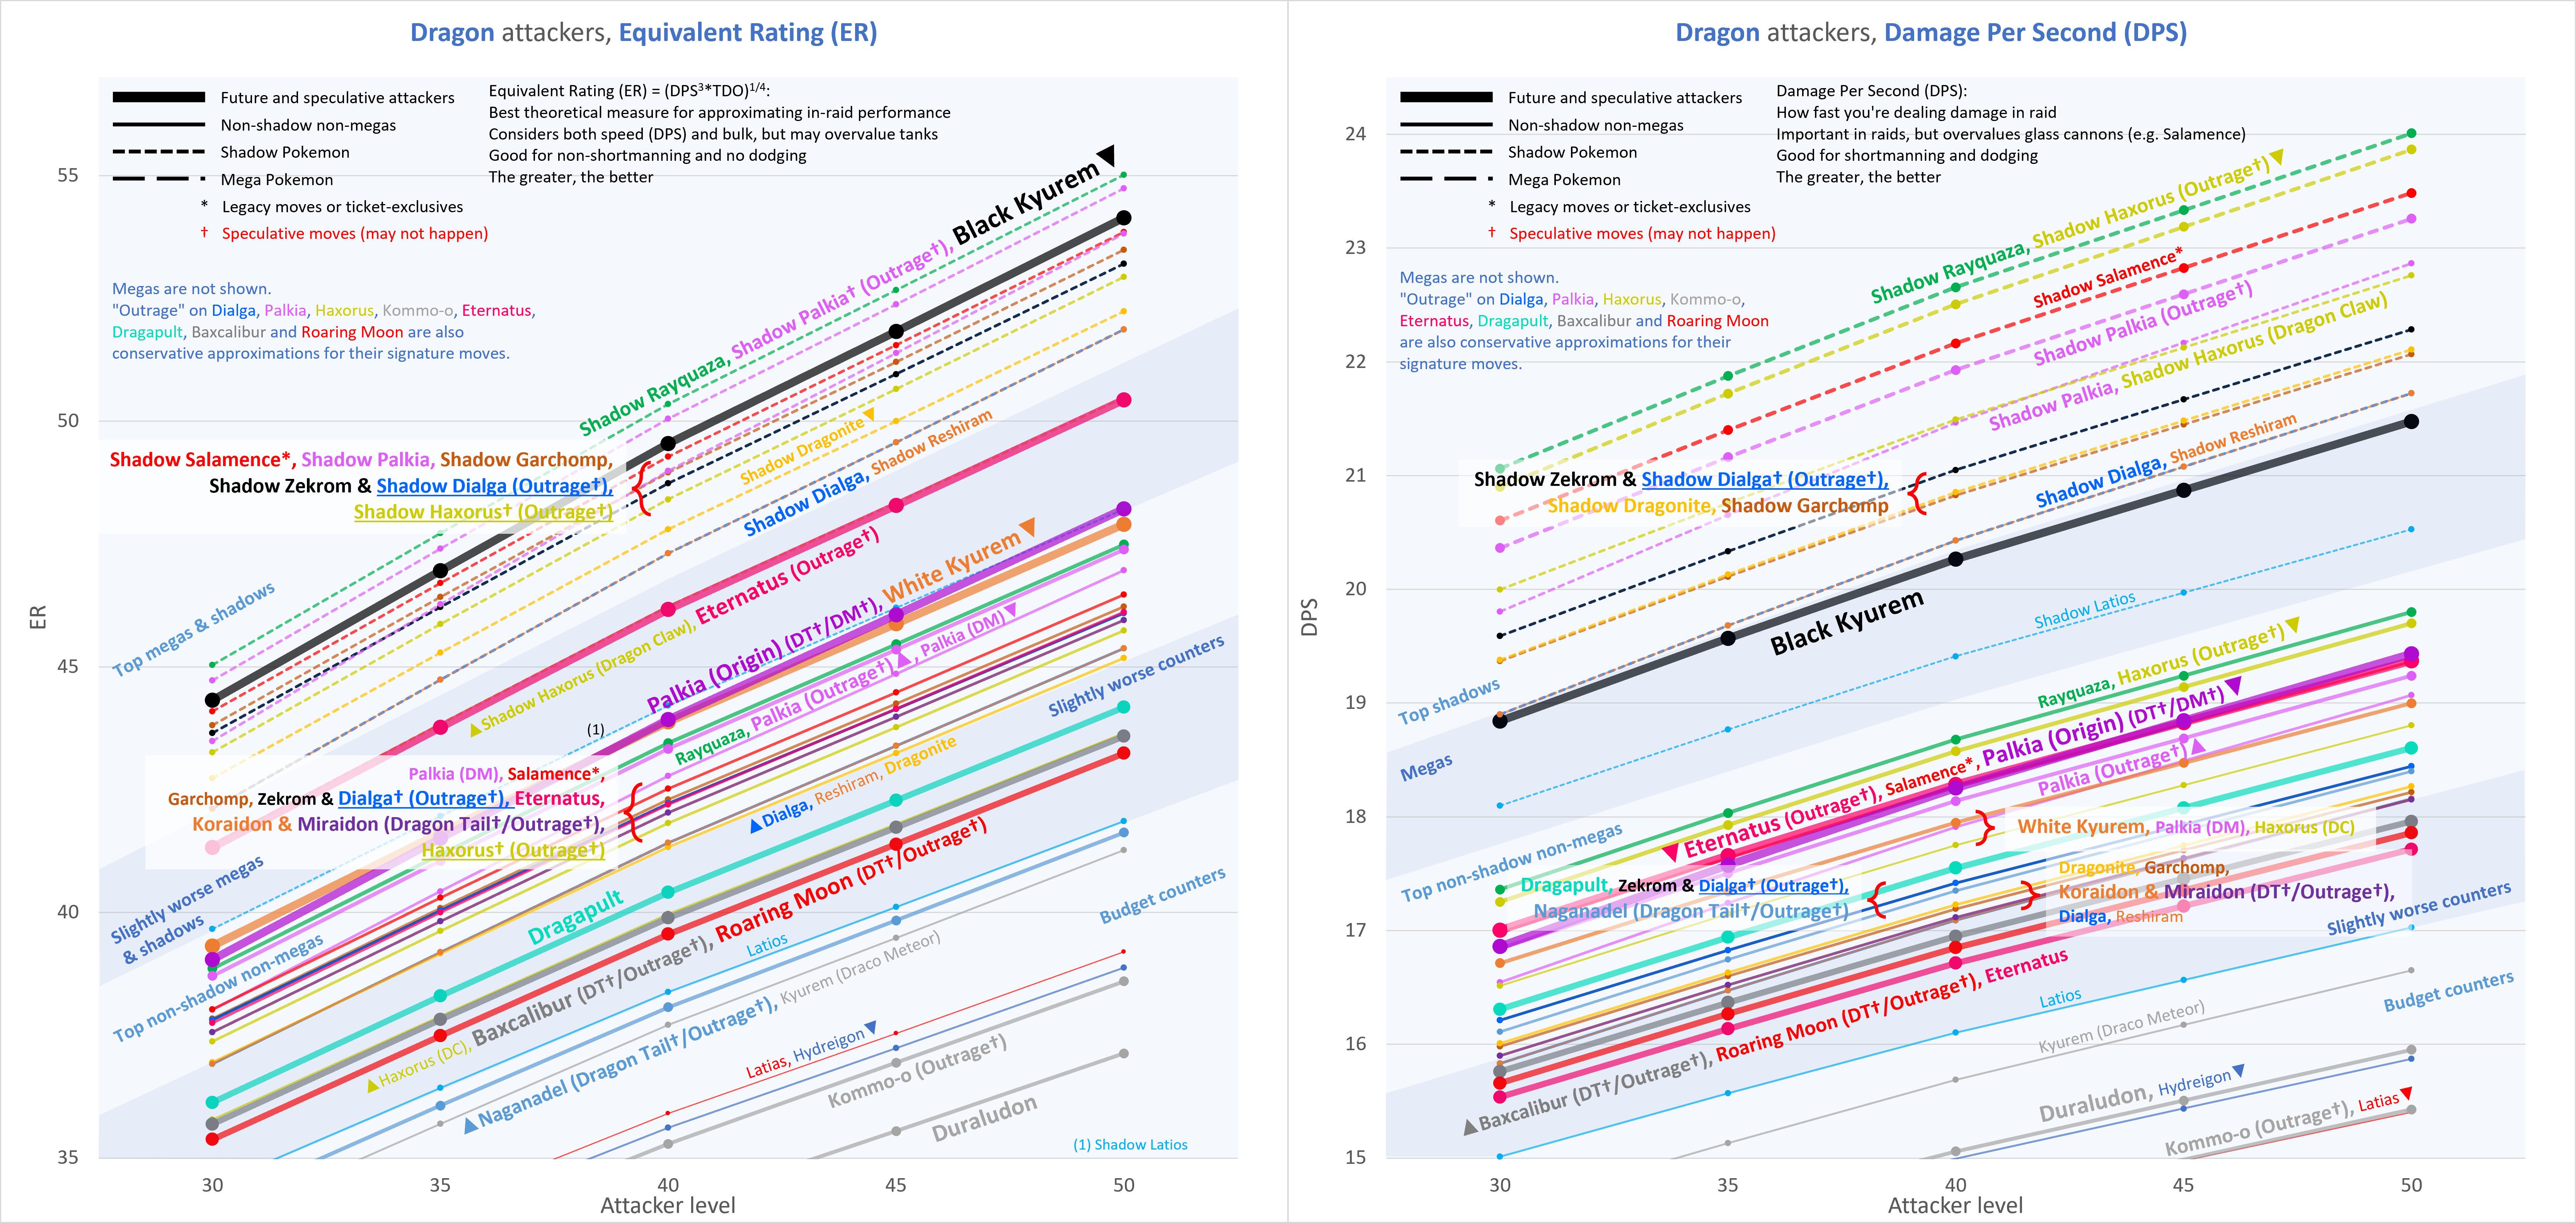 Dragon attackers, Equivalent Rating (ER)
Future and speculative attackers
Non-shadow non-megas
Shadow Pokemon
Mega Pokemon
* Legacy moves or ticket-exclusives
† Speculative moves (may not happen)
Equivalent Rating (ER) = (DPS³*TDO)¹/⁴:
Best theoretical measure for approximating in-raid performance
Considers both speed (DPS) and bulk, but may overvalue tanks
Good for non-shortmanning and no dodging
The greater, the better
Megas are not shown.
"Outrage" on Dialga, Palkia, Haxorus, Kommo-o, Eternatus,
Dragapult, Baxcalibur and Roaring Moon are also
conservative approximations for their signature moves.
Shadow Rayquaza, Shadow Palkia† (Outrage†), Black Kyurem◥
Shadow Salamence*, Shadow Palkia, Shadow Garchomp,
Shadow Zekrom & Shadow Dialga (Outrage†),
Shadow Haxorus† (Outrage†)
Shadow Dragonite
Shadow Dialga, Shadow Reshiram
Top megas & shadows
Shadow Haxorus (Dragon Claw), Eternatus (Outrage†)
Palkia (Origin) (DT†/DM†), White Kyurem
(1)
Rayquaza, Palkia (Outrage†), Palkia (DM)
Palkia (DM), Salamence*,
Garchomp, Zekrom & Dialga† (Outrage†), Eternatus,
Koraidon & Miraidon (Dragon Tail†/Outrage†),
Haxorus† (Outrage†)
Dialga, Reshiram, Dragonite
Slightly worse megas
& shadows
Top non-shadow non-megas
Slightly worse counters
Dragapult
Haxorus (DC), Baxcalibur (DT†/Outrage†), Roaring Moon (DT†/Outrage†)
Latios
Naganadel (Dragon Tail†/Outrage†), Kyurem (Draco Meteor)
Budget counters
Latias, Hydreigon
Kommo-o (Outrage†)
Duraludon
(1) Shadow Latios
ER
55
50
45
40
35
30 35 40 45 50
Attacker level
Dragon attackers, Damage Per Second (DPS)
Future and speculative attackers
Non-shadow non-megas
Shadow Pokemon
Mega Pokemon
* Legacy moves or ticket-exclusives
† Speculative moves (may not happen)
Damage Per Second (DPS):
How fast you're dealing damage in raid
Important in raids, but overvalues glass cannons (e.g. Salamence)
Good for shortmanning and dodging
The greater, the better
Megas are not shown.
"Outrage" on Dialga, Palkia, Haxorus, Kommo-o,
Eternatus, Dragapult, Baxcalibur and Roaring Moon
are also conservative approximations for their
signature moves.
Shadow Rayquaza, Shadow Haxorus (Outrage†)
Shadow Salamence*
Shadow Palkia (Outrage†)
Shadow Palkia, Shadow Haxorus (Dragon Claw)
Shadow Zekrom & Shadow Dialga† (Outrage†),
Shadow Dragonite, Shadow Garchomp
Shadow Dialga, Shadow Reshiram
Black Kyurem
Shadow Latios
Top shadows
Megas
Rayquaza, Haxorus (Outrage†)
Eternatus (Outrage†), Salamence*, Palkia (Origin) (DT†/DM†)
Palkia (Outrage†)
Top non-shadow non-megas
White Kyurem, Palkia (DM), Haxorus (DC)
Dragapult, Zekrom & Dialga† (Outrage†),
Naganadel (Dragon Tail†/Outrage†)
Dragonite, Garchomp,
Koraidon & Miraidon (DT†/Outrage†),
Dialga, Reshiram
Slightly worse counters
Baxcalibur (DT†/Outrage†), Roaring Moon (DT†/Outrage†), Eternatus
Latios
Kyurem (Draco Meteor)
Budget counters
Duraludon, Hydreigon
Kommo-o (Outrage†), Latias
DPS
24
23
22
21
20
19
18
17
16
15
30 35 40 45 50
Attacker level